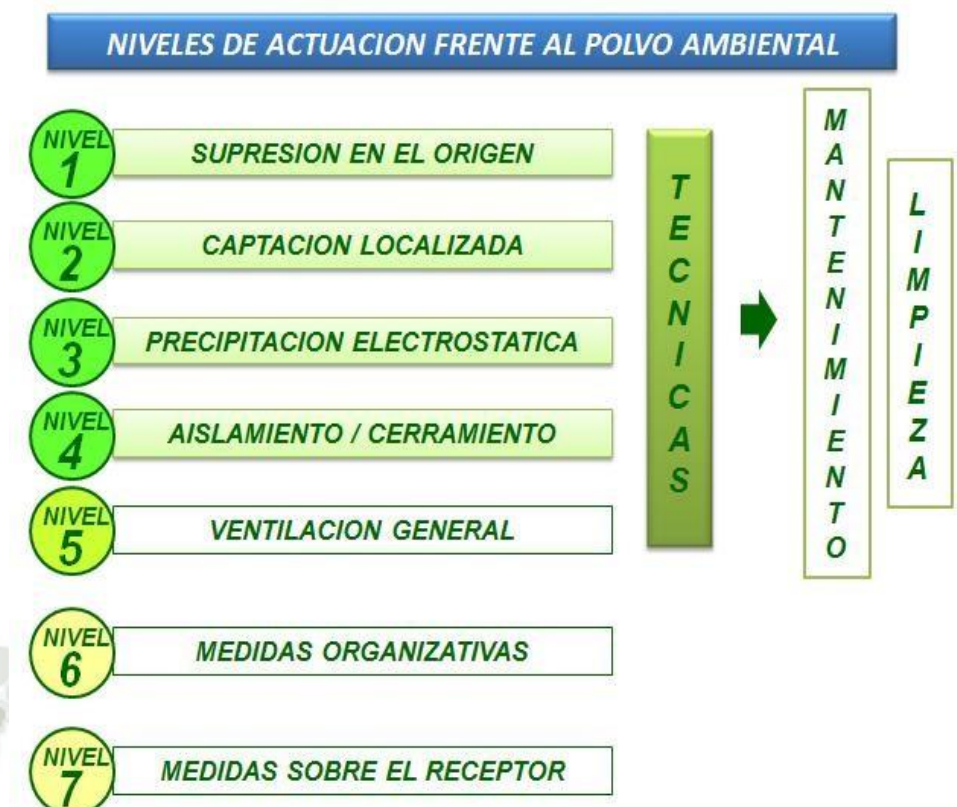 NIVELES DE ACTUACION FRENTE AL POLVO AMBIENTAL
NIVEL 1
SUPRESION EN EL ORIGEN
NIVEL 2
CAPTACION LOCALIZADA
NIVEL 3
PRECIPITACION ELECTROSTATICA
NIVEL 4
AISLAMIENTO / CERRAMIENTO
NIVEL 5
VENTILACION GENERAL
NIVEL 6
MEDIDAS ORGANIZATIVAS
NIVEL 7
MEDIDAS SOBRE EL RECEPTOR
TECNICAS
MANTENIMIENTO
LIMPIEZA